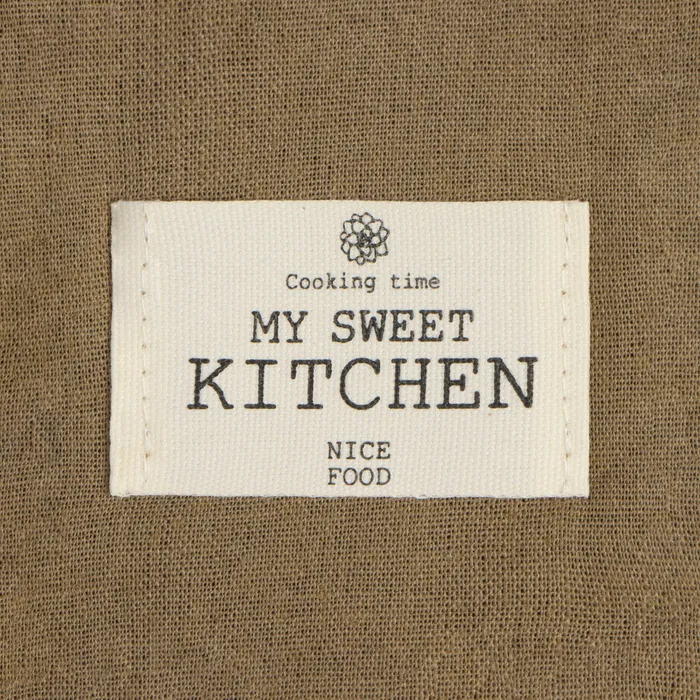 Cooking time
MY SWEET
KITCHEN
NICE
FOOD